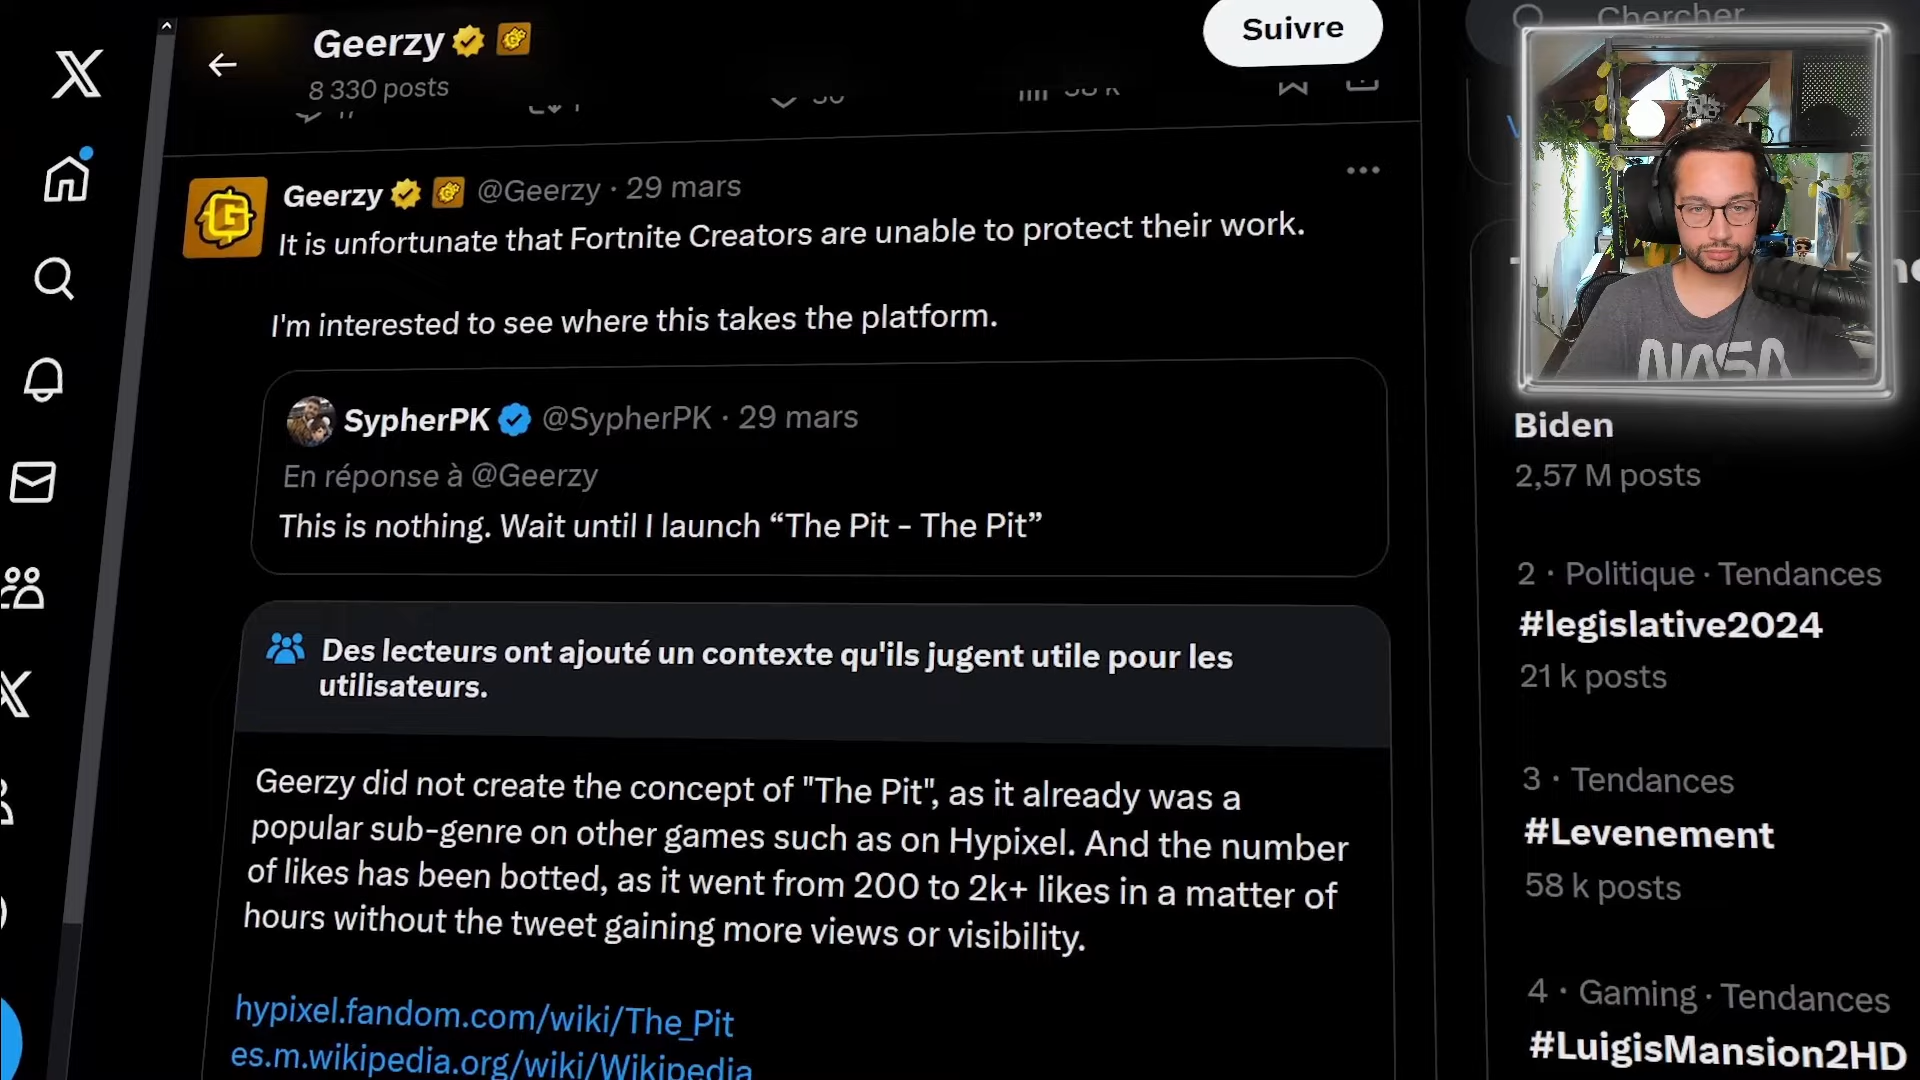 Geerzy
8 330 posts
Suivre
Chercher
38 K
Geerzy @Geerzy · 29 mars
It is unfortunate that Fortnite Creators are unable to protect their work.
I'm interested to see where this takes the platform.
SypherPK @SypherPK · 29 mars
En réponse à @Geerzy
This is nothing. Wait until I launch “The Pit - The Pit”
Des lecteurs ont ajouté un contexte qu'ils jugent utile pour les
utilisateurs.
Geerzy did not create the concept of "The Pit", as it already was a
popular sub-genre on other games such as on Hypixel. And the number
of likes has been botted, as it went from 200 to 2k+ likes in a matter of
hours without the tweet gaining more views or visibility.
hypixel.fandom.com/wiki/The_Pit
es.m.wikipedia.org/wiki/Wikipedia
NASA
Biden
2,57 M posts
2 · Politique · Tendances
#legislative2024
21 k posts
3 · Tendances
#Levenement
58 k posts
4 · Gaming · Tendances
#LuigisMansion2HD